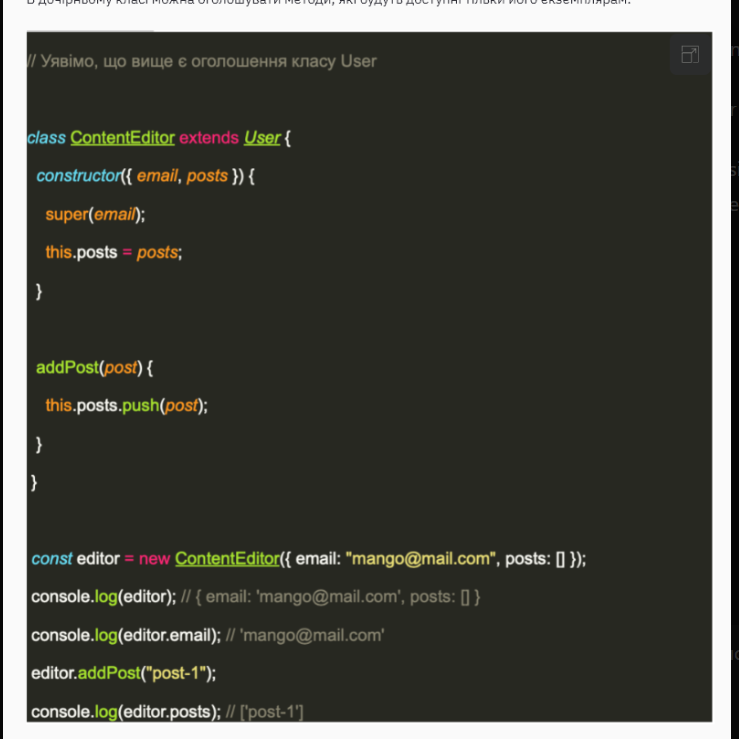 В дочірньому класі можна оголошувати методи, які будуть доступні тільки його екземплярам.
// Уявімо, що вище є оголошення класу User
class ContentEditor extends User {
constructor({ email, posts }) {
super(email);
this.posts = posts;
}
addPost(post) {
this.posts.push(post);
}
}
const editor = new ContentEditor({ email: "mango@mail.com", posts: [] });
console.log(editor); // { email: 'mango@mail.com', posts: [] }
console.log(editor.email); // 'mango@mail.com'
editor.addPost("post-1");
console.log(editor.posts); // ['post-1']